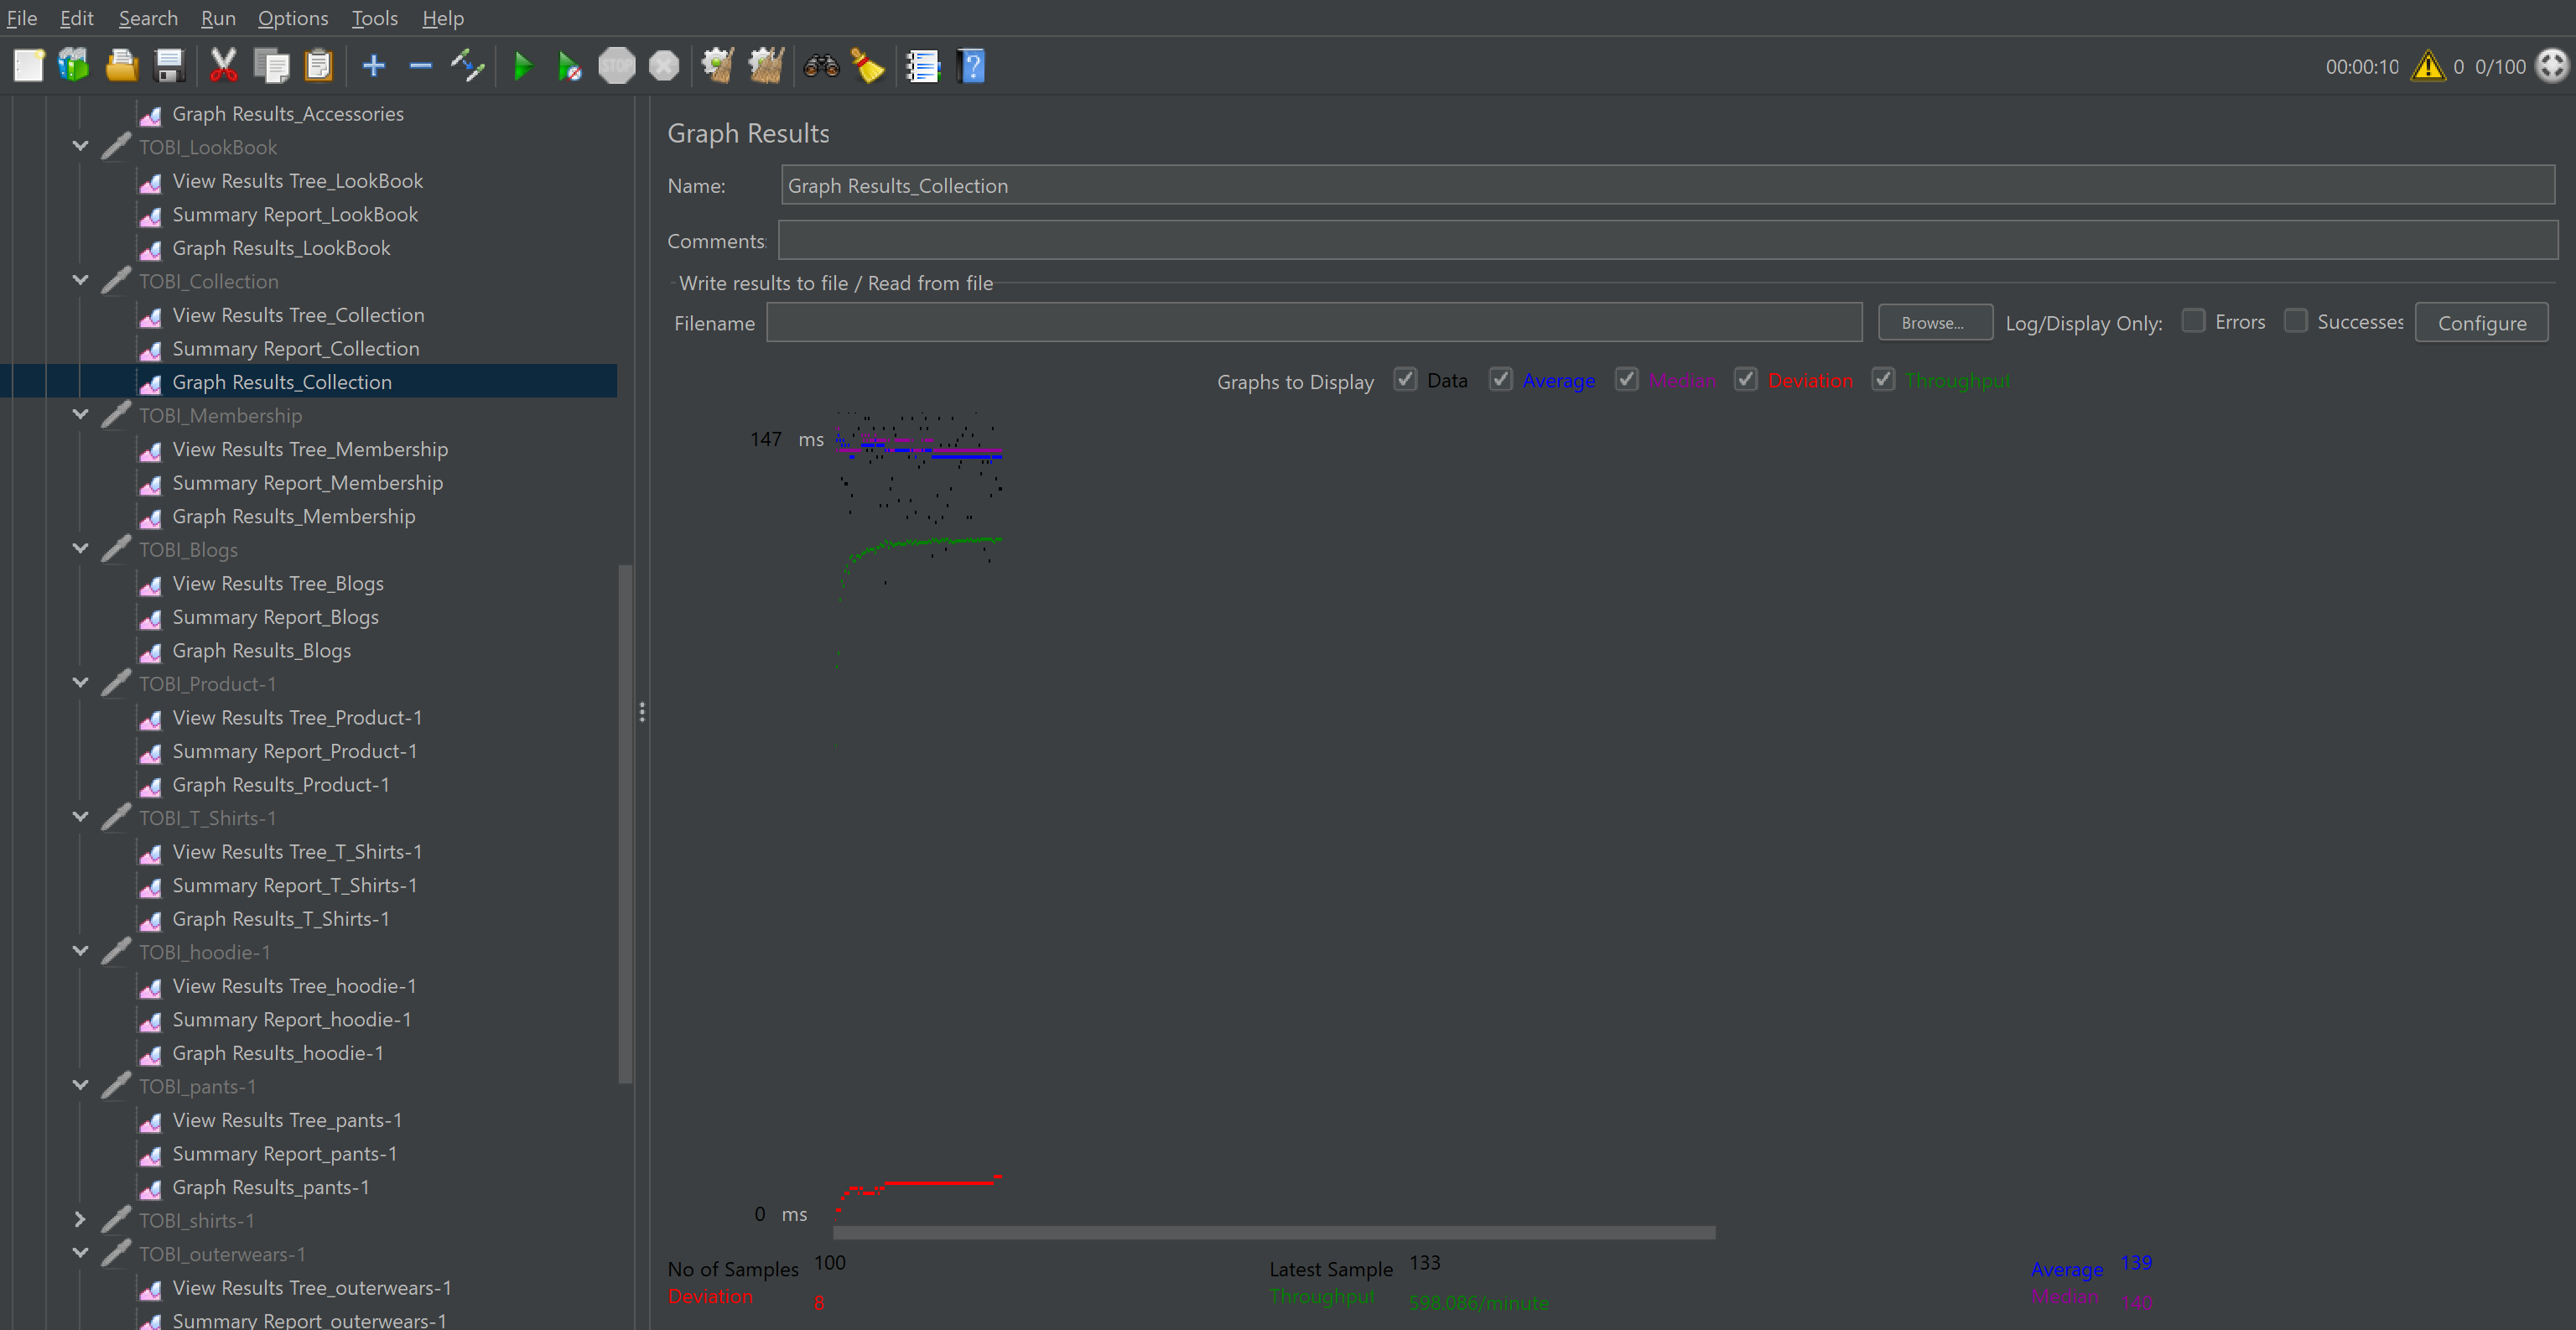 File Edit Search Run Options Tools Help
STOP
00:00:10 0 0/100
Graph Results_Accessories
TOBI_LookBook
View Results Tree_LookBook
Summary Report_LookBook
Graph Results_LookBook
TOBI_Collection
View Results Tree_Collection
Summary Report_Collection
Graph Results_Collection
TOBI_Membership
View Results Tree_Membership
Summary Report_Membership
Graph Results_Membership
TOBI_Blogs
View Results Tree_Blogs
Summary Report_Blogs
Graph Results_Blogs
TOBI_Product-1
View Results Tree_Product-1
Summary Report_Product-1
Graph Results_Product-1
TOBI_T_Shirts-1
View Results Tree_T_Shirts-1
Summary Report_T_Shirts-1
Graph Results_T_Shirts-1
TOBI_hoodie-1
View Results Tree_hoodie-1
Summary Report_hoodie-1
Graph Results_hoodie-1
TOBI_pants-1
View Results Tree_pants-1
Summary Report_pants-1
Graph Results_pants-1
TOBI_shirts-1
TOBI_outerwears-1
View Results Tree_outerwears-1
Summary Report_outerwears-1
Graph Results
Name: Graph Results_Collection
Comments:
Write results to file / Read from file
Filename Browse... Log/Display Only: Errors Successes Configure
Graphs to Display Data Average Median Deviation Throughput
147 ms
0 ms
No of Samples 100 Latest Sample 133 Average 139
Deviation 8 Throughput 598.086/minute Median 140